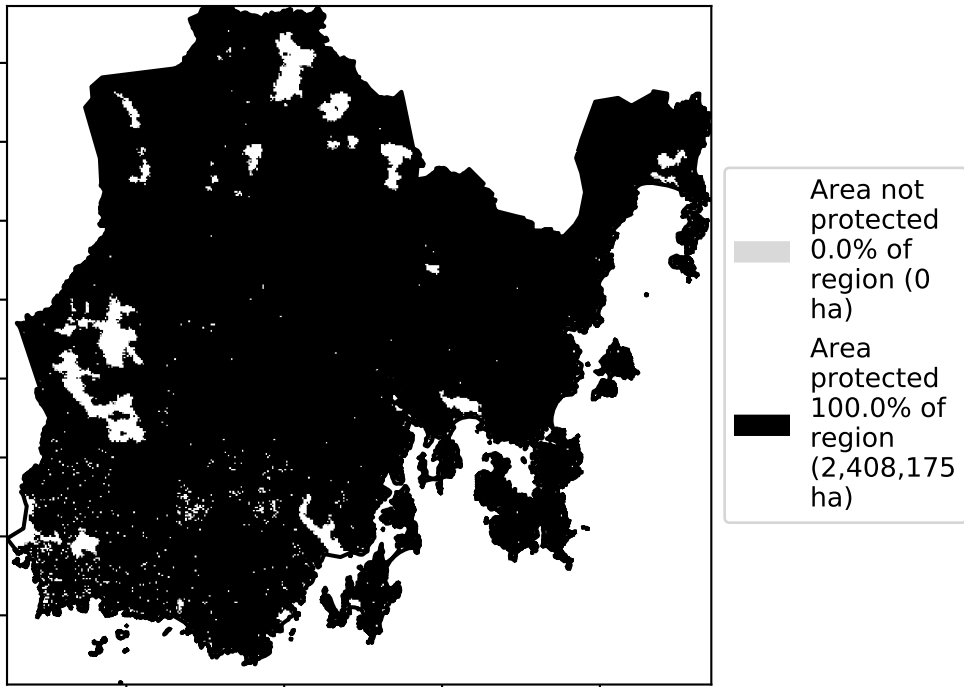 Area not
protected
0.0% of
region (0
ha)
Area
protected
100.0% of
region
(2,408,175
ha)